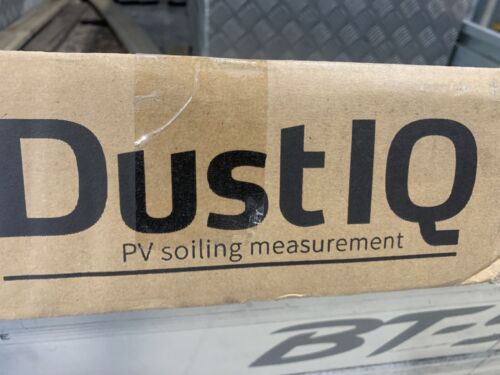 DustIQ
PV soiling measurement